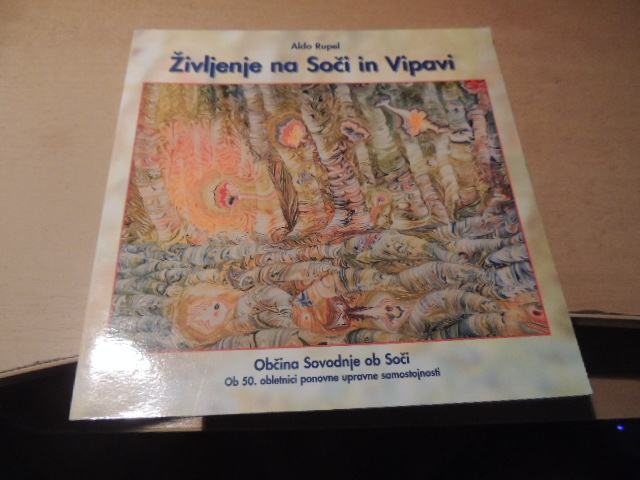 Aldo Rupel
Življenje na Soči in Vipavi
Občina Sovodnje ob Soči
Ob 50. obletnici ponovne upravne samostojnosti